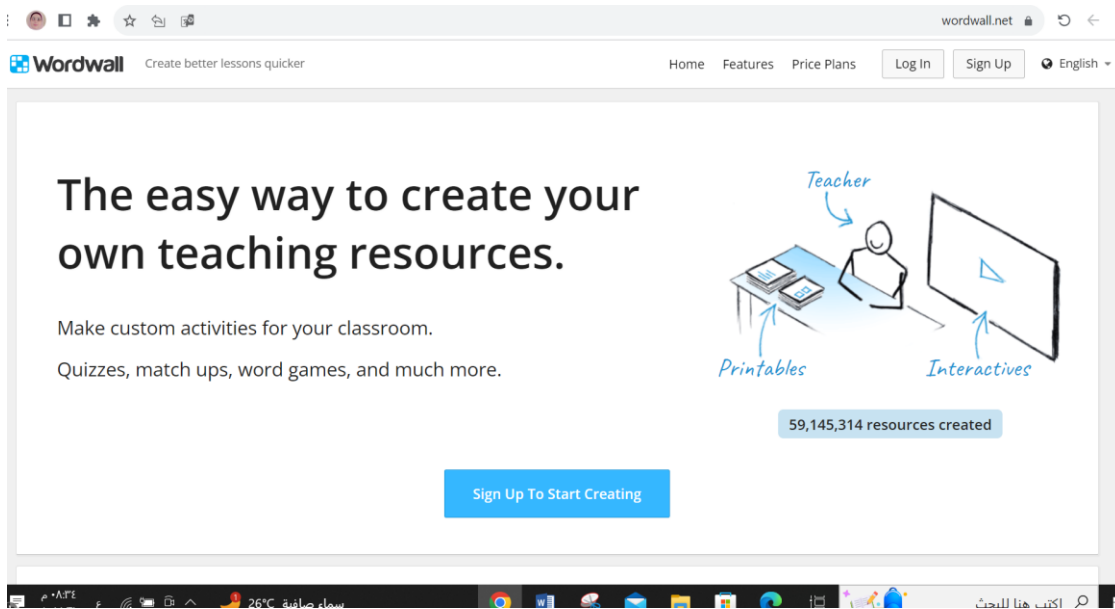 wordwall.net
Wordwall Create better lessons quicker Home Features Price Plans Log In Sign Up English
The easy way to create your
own teaching resources.
Make custom activities for your classroom.
Quizzes, match ups, word games, and much more.
Teacher
Printables
Interactives
59,145,314 resources created
Sign Up To Start Creating
اكتب هنا للبحث
26°C سماء صافية
ع
٠٨:٣٤ م